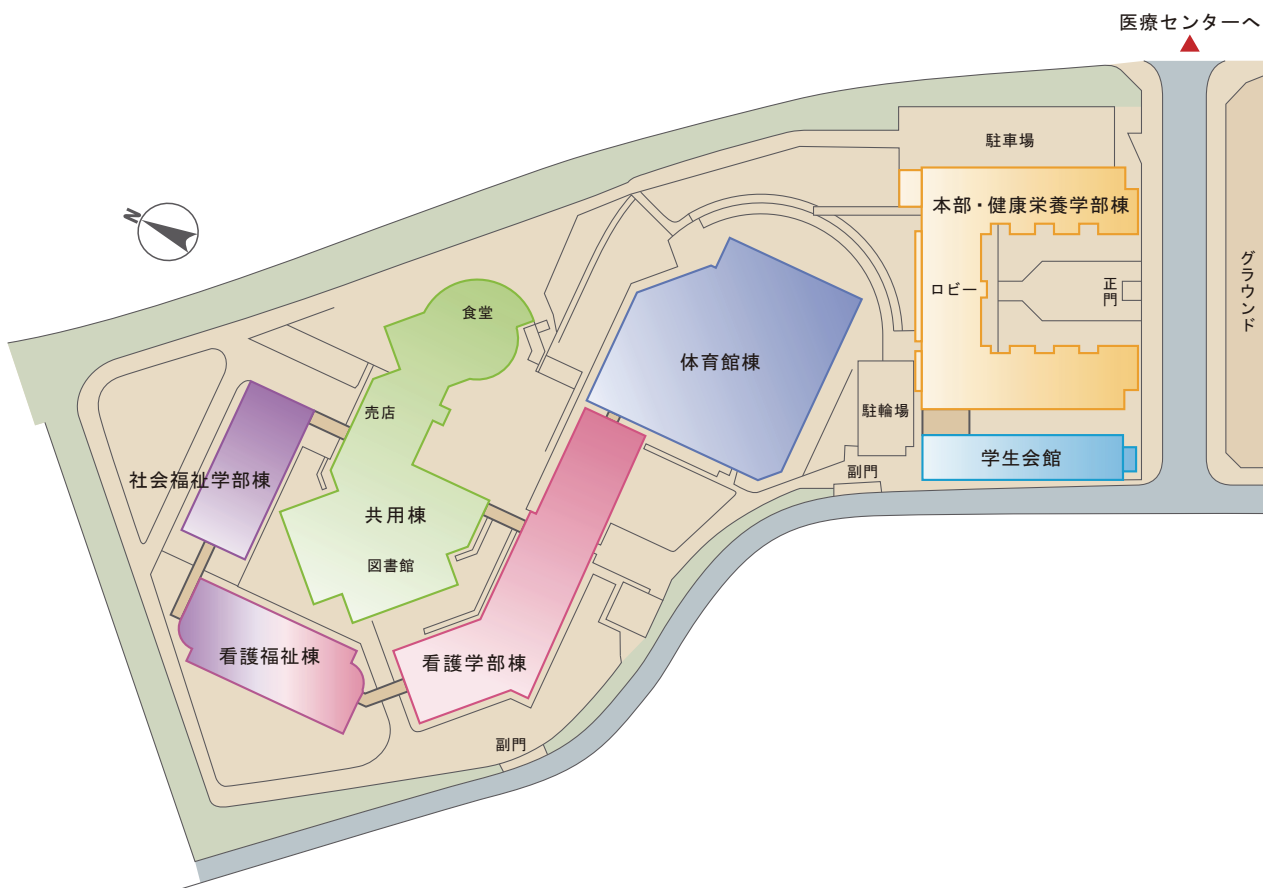 医療センターへ
駐車場
本部・健康栄養学部棟
N
グラウンド
ロビー
正門
食堂
体育館棟
売店
駐輪場
学生会館
副門
社会福祉学部棟
共用棟
図書館
看護福祉棟
看護学部棟
副門